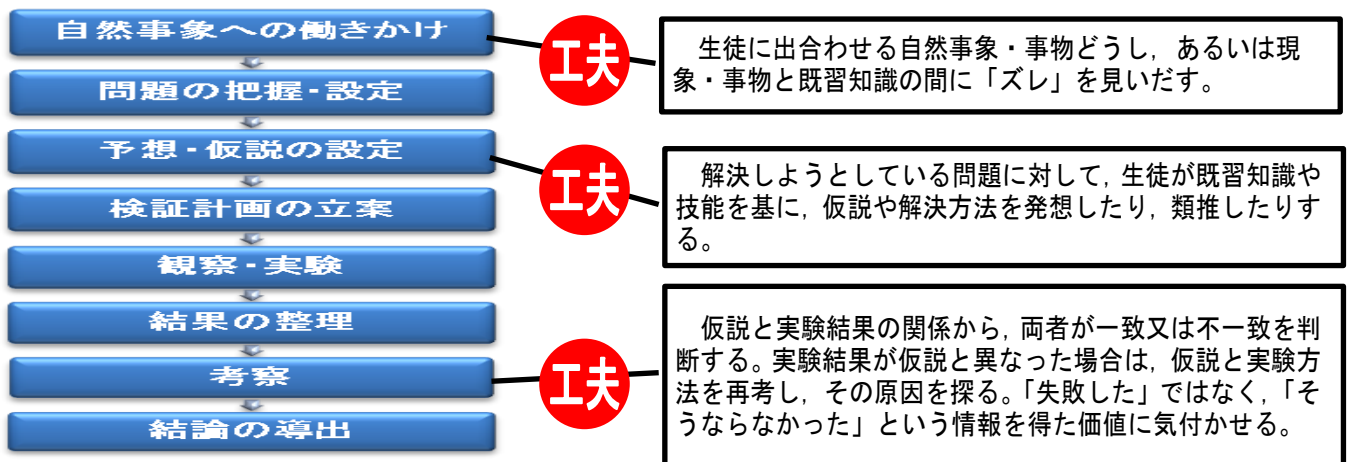 自然事象への働きかけ
工夫
生徒に出合わせる自然事象・事物どうし，あるいは現
象・事物と既習知識の間に「ズレ」を見いだす。
問題の把握・設定
予想・仮説の設定
工夫
解決しようとしている問題に対して，生徒が既習知識や
技能を基に，仮説や解決方法を発想したり，類推したりす
る。
検証計画の立案
観察・実験
結果の整理
考察
工夫
仮説と実験結果の関係から，両者が一致又は不一致を判
断する。実験結果が仮説と異なった場合は，仮説と実験方
法を再考し，その原因を探る。「失敗した」ではなく，「そ
うならなかった」という情報を得た価値に気付かせる。
結論の導出